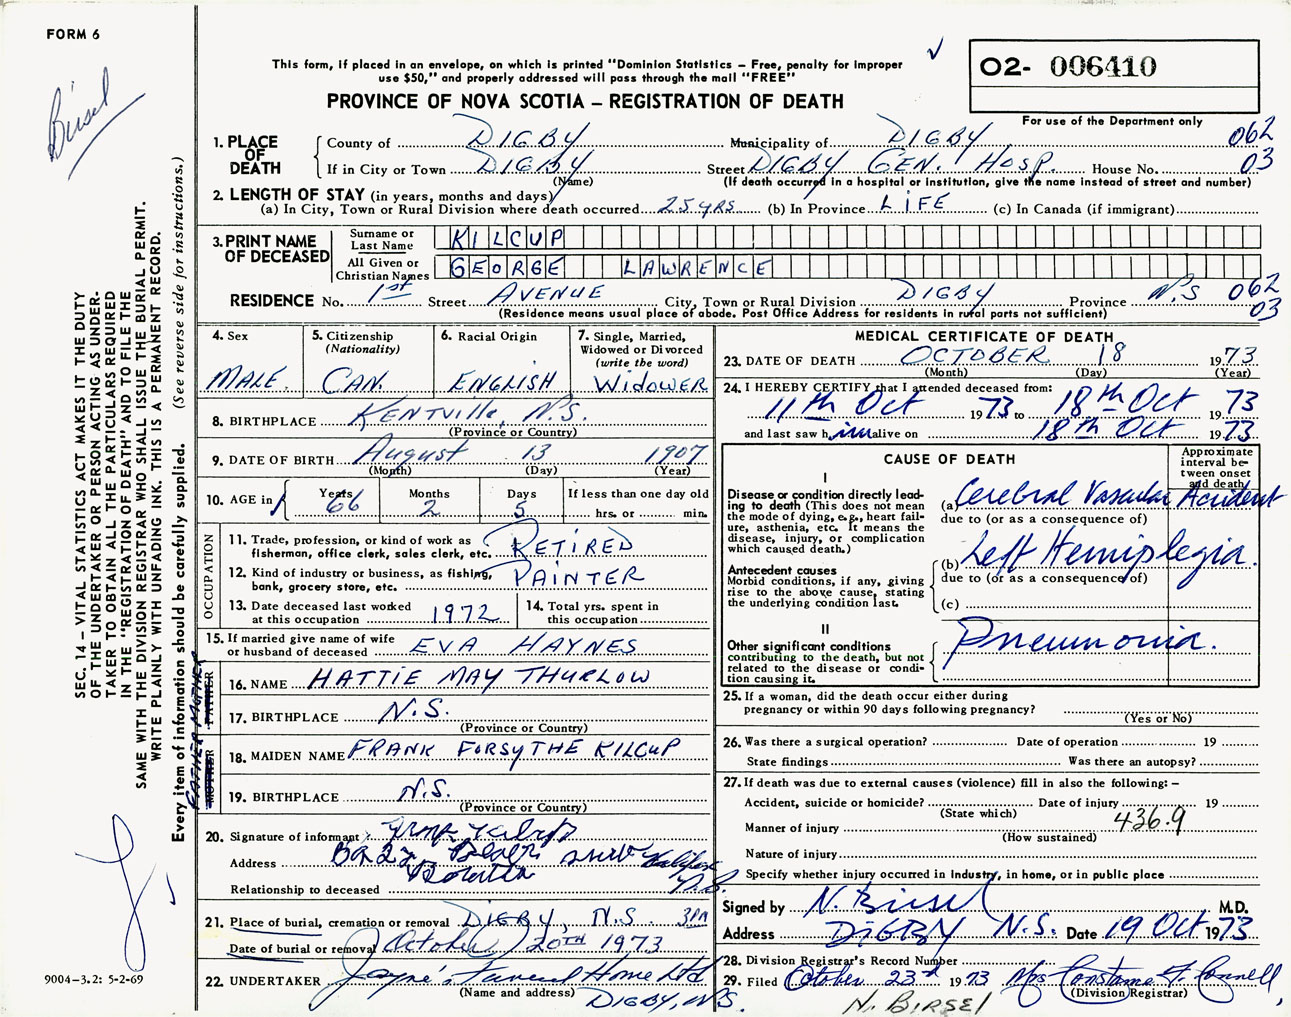 FORM 6
Birsel
This form, if placed in an envelope, on which is printed "Dominion Statistics – Free, penalty for improper
use $50," and properly addressed will pass through the mail "FREE"
PROVINCE OF NOVA SCOTIA – REGISTRATION OF DEATH
02- 006410
For use of the Department only
1. PLACE OF DEATH
County of DIGBY Municipality of DIGBY 062
If in City or Town DIGBY Street DIGBY GEN. HOSP. House No. 03
(Name) (If death occurred in a hospital or institution, give the name instead of street and number)
2. LENGTH OF STAY (in years, months and days)
(a) In City, Town or Rural Division where death occurred 25 yrs (b) In Province LIFE (c) In Canada (if immigrant)
3. PRINT NAME OF DECEASED
Surname or Last Name KILCUP
All Given or Christian Names GEORGE LAWRENCE
RESIDENCE No. 1st Street AVENUE City, Town or Rural Division DIGBY Province N.S 062
03
(Residence means usual place of abode. Post Office Address for residents in rural parts not sufficient)
4. Sex MALE
5. Citizenship (Nationality) CAN.
6. Racial Origin ENGLISH
7. Single, Married, Widowed or Divorced (write the word) WIDOWER
8. BIRTHPLACE KENTVILLE, N.S.
(Province or Country)
9. DATE OF BIRTH August 13 1907
(Month) (Day) (Year)
10. AGE in Years 66 Months 2 Days 5 If less than one day old hrs. or min.
OCCUPATION
11. Trade, profession, or kind of work as fisherman, office clerk, sales clerk, etc. RETIRED
12. Kind of industry or business, as fishing, bank, grocery store, etc. PAINTER
13. Date deceased last worked at this occupation 1972
14. Total yrs. spent in this occupation
15. If married give name of wife or husband of deceased EVA HAYNES
FATHER MOTHER
16. NAME HATTIE MAY THURLOW
17. BIRTHPLACE N.S.
(Province or Country)
18. MAIDEN NAME FRANK FORSYTHE KILCUP
19. BIRTHPLACE N.S.
(Province or Country)
20. Signature of informant
Address
Relationship to deceased N.S.
21. Place of burial, cremation or removal DIGBY, N.S. 3PM
Date of burial or removal October 20TH 1973
22. UNDERTAKER Jayne's Funeral Home Ltd
(Name and address) DIGBY, N.S.
MEDICAL CERTIFICATE OF DEATH
23. DATE OF DEATH OCTOBER 18 1973
(Month) (Day) (Year)
24. I HEREBY CERTIFY that I attended deceased from:
11th Oct 1973 to 18th Oct 1973
and last saw him alive on 18th Oct 1973
CAUSE OF DEATH
Approximate interval between onset and death
I
Disease or condition directly leading to death (This does not mean the mode of dying, e.g., heart failure, asthenia, etc. It means the disease, injury, or complication which caused death.)
(a) Cerebral Vascular Accident
due to (or as a consequence of)
(b) Left Hemiplegia.
due to (or as a consequence of)
Antecedent causes
Morbid conditions, if any, giving rise to the above cause, stating the underlying condition last.
(c)
II
Other significant conditions contributing to the death, but not related to the disease or condition causing it.
Pneumonia.
25. If a woman, did the death occur either during
pregnancy or within 90 days following pregnancy?
(Yes or No)
26. Was there a surgical operation? Date of operation 19
State findings Was there an autopsy?
27. If death was due to external causes (violence) fill in also the following: –
Accident, suicide or homicide? Date of injury 19
(State which)
Manner of injury 436.9
(How sustained)
Nature of injury
Specify whether injury occurred in industry, in home, or in public place
Signed by N. Birsel M.D.
Address DIGBY N.S. Date 19 Oct 1973
28. Division Registrar's Record Number
29. Filed October 23rd 1973 Mrs Constance F. Connell,
(Division Registrar)
N. BIRSEL
SEC. 14 – VITAL STATISTICS ACT MAKES IT THE DUTY
OF THE UNDERTAKER OR PERSON ACTING AS UNDER-
TAKER TO OBTAIN ALL THE PARTICULARS REQUIRED
IN THE "REGISTRATION OF DEATH" AND TO FILE THE
SAME WITH THE DIVISION REGISTRAR WHO SHALL ISSUE THE BURIAL PERMIT.
WRITE PLAINLY WITH UNFADING INK. THIS IS A PERMANENT RECORD.
Every item of information should be carefully supplied. (See reverse side for instructions.)
9004–3.2: 5-2-69